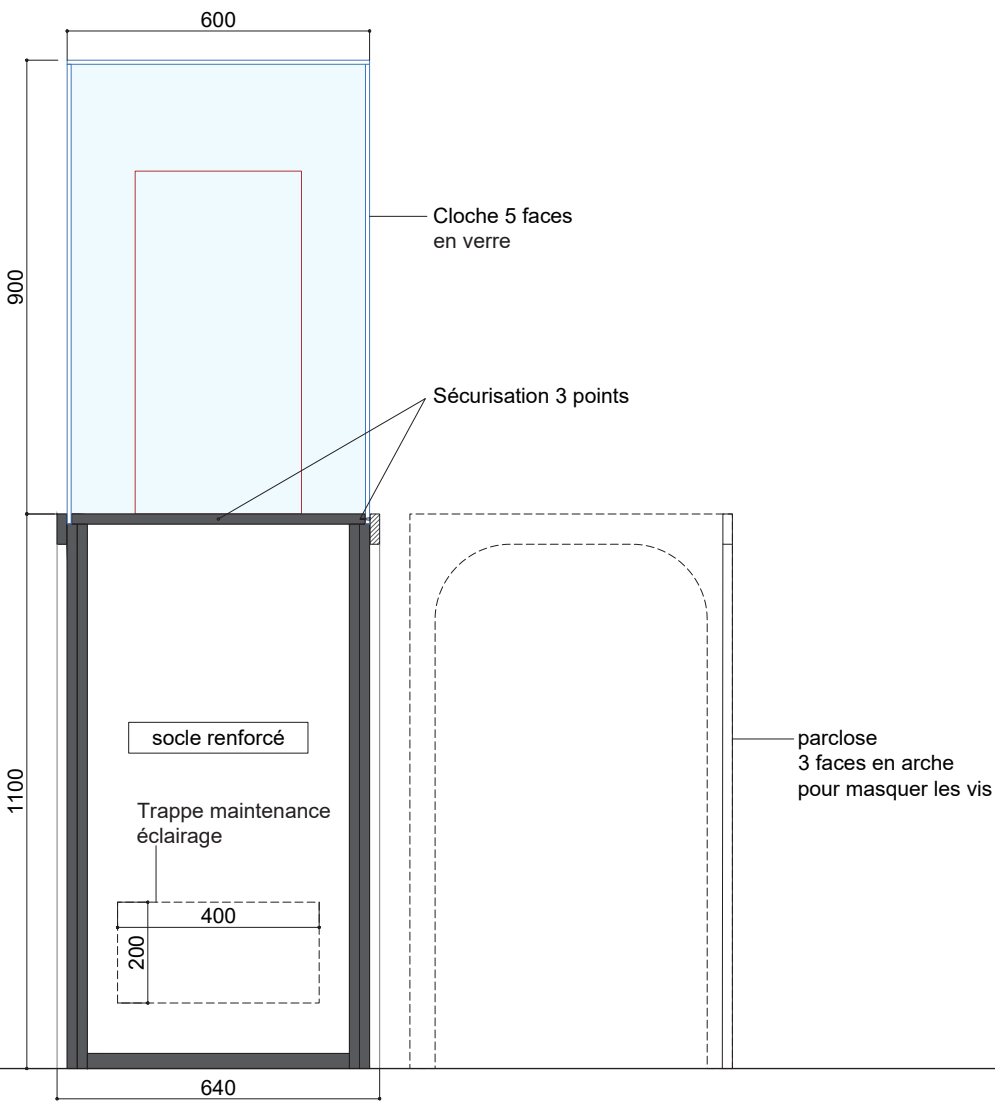 600
Cloche 5 faces
en verre
900
Sécurisation 3 points
socle renforcé
parclose
3 faces en arche
pour masquer les vis
1100
Trappe maintenance
éclairage
400
200
640